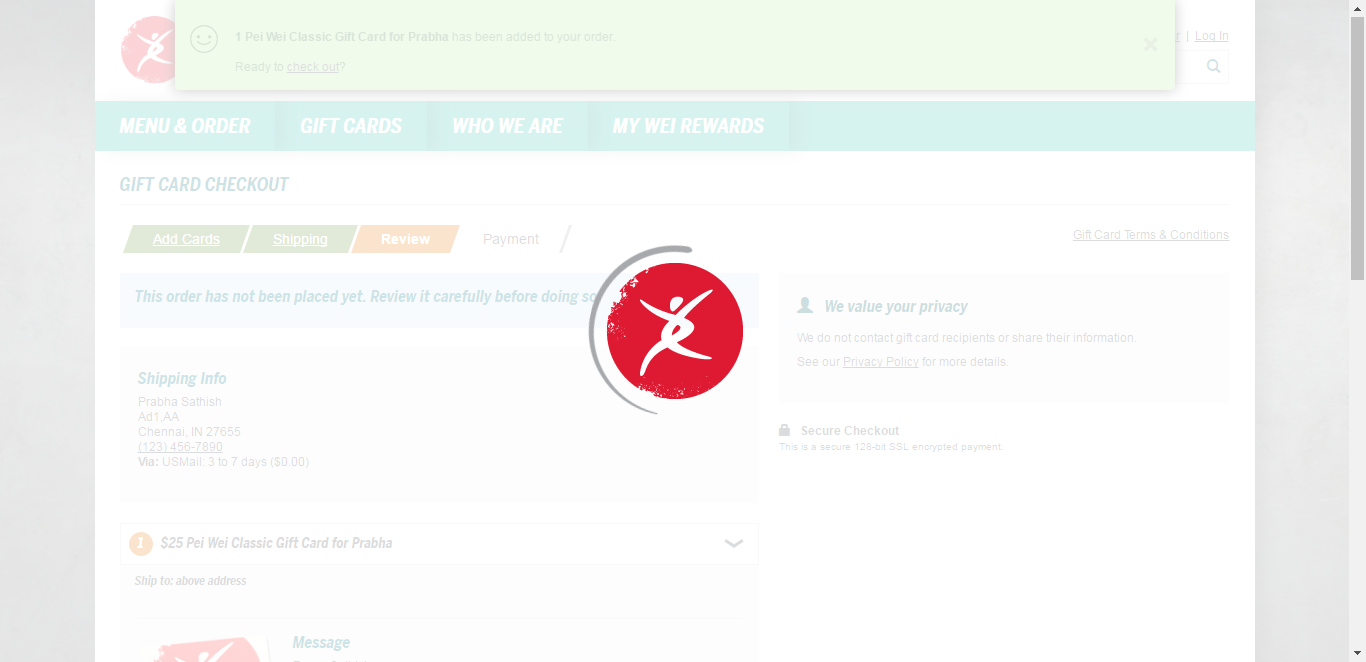 1 Pei Wei Classic Gift Card for Prabha has been added to your order.
Ready to check out?
Log In
MENU & ORDER
GIFT CARDS
WHO WE ARE
MY WEI REWARDS
GIFT CARD CHECKOUT
Add Cards
Shipping
Review
Payment
Gift Card Terms & Conditions
This order has not been placed yet. Review it carefully before doing so
Shipping Info
Prabha Sathish
Ad1,AA
Chennai, IN 27655
(123) 456-7890
Via: USMail: 3 to 7 days ($0.00)
We value your privacy
We do not contact gift card recipients or share their information.
See our Privacy Policy for more details.
Secure Checkout
This is a secure 128-bit SSL encrypted payment.
1 $25 Pei Wei Classic Gift Card for Prabha
Ship to: above address
Message